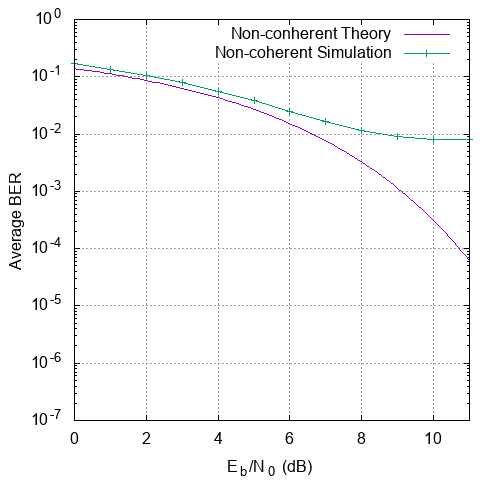 Non-conherent Theory
Non-coherent Simulation
Average BER
10^0
10^-1
10^-2
10^-3
10^-4
10^-5
10^-6
10^-7
0 2 4 6 8 10
E_b/N_0 (dB)